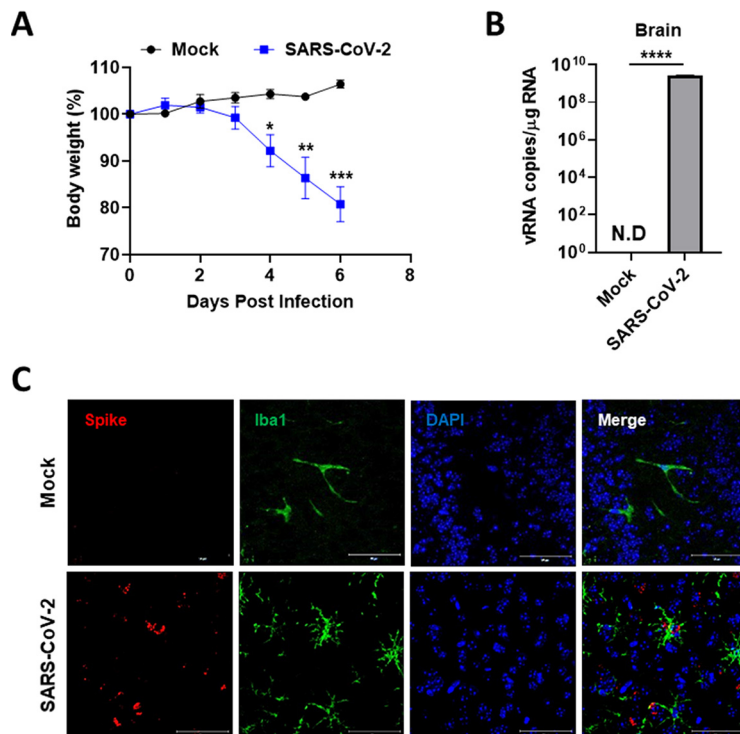 A
Mock
SARS-CoV-2
Body weight (%)
110
100
90
80
70
*
**
***
0
2
4
6
8
Days Post Infection
B
Brain
****
vRNA copies/μg RNA
10^10
10^8
10^6
10^4
10^2
10^0
N.D
Mock
SARS-CoV-2
C
Spike
Iba1
DAPI
Merge
Mock
SARS-CoV-2